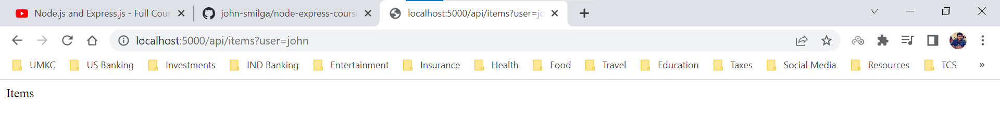 Node.js and Express.js - Full Cour
john-smilga/node-express-course
localhost:5000/api/items?user=jo
localhost:5000/api/items?user=john
UMKC US Banking Investments IND Banking Entertainment Insurance Health Food Travel Education Taxes Social Media Resources TCS »
Items